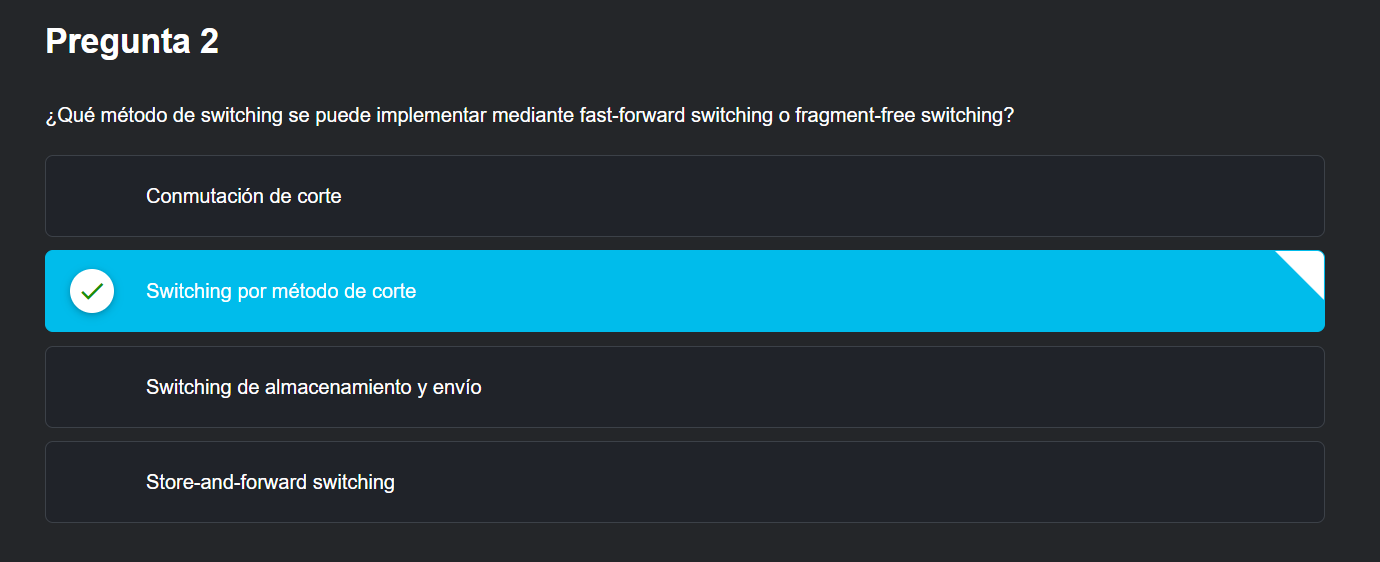 Pregunta 2
¿Qué método de switching se puede implementar mediante fast-forward switching o fragment-free switching?
Conmutación de corte
Switching por método de corte
Switching de almacenamiento y envío
Store-and-forward switching